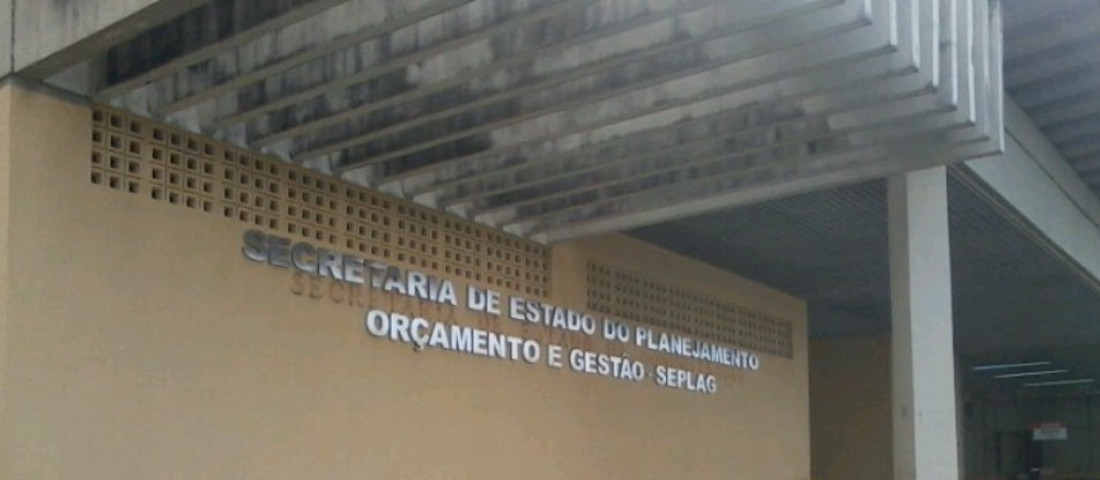 SECRETARIA DE ESTADO DO PLANEJAMENTO
ORÇAMENTO E GESTÃO - SEPLAG